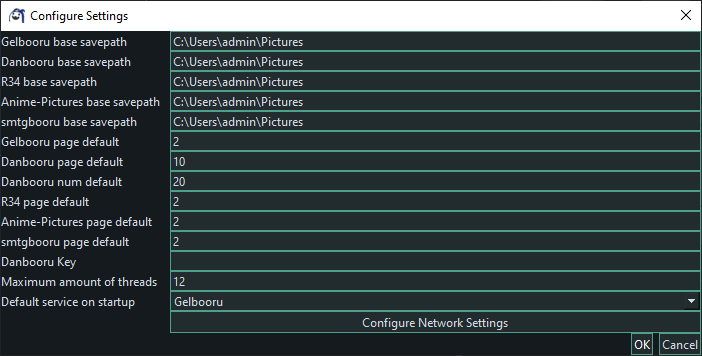 Configure Settings
Gelbooru base savepath C:\Users\admin\Pictures
Danbooru base savepath C:\Users\admin\Pictures
R34 base savepath C:\Users\admin\Pictures
Anime-Pictures base savepath C:\Users\admin\Pictures
smtgbooru base savepath C:\Users\admin\Pictures
Gelbooru page default 2
Danbooru page default 10
Danbooru num default 20
R34 page default 2
Anime-Pictures page default 2
smtgbooru page default 2
Danbooru Key
Maximum amount of threads 12
Default service on startup Gelbooru
Configure Network Settings
OK Cancel